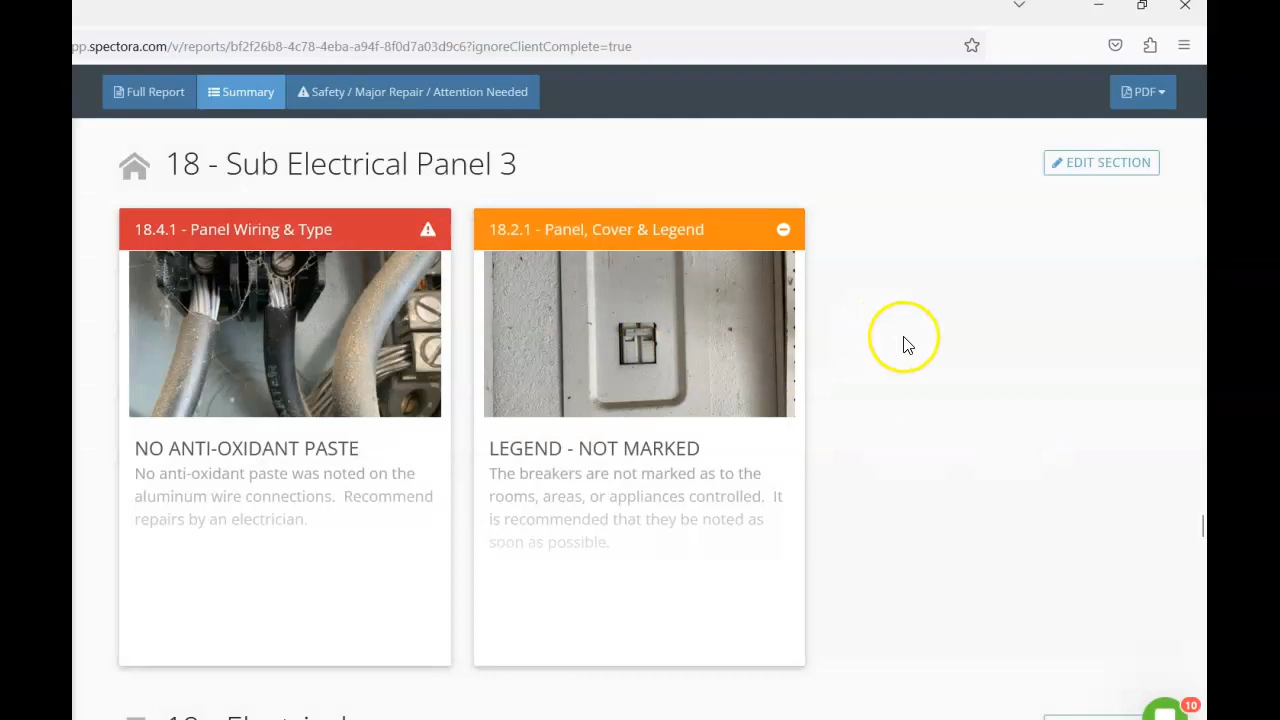 pp.spectora.com/v/reports/bf2f26b8-4c78-4eba-a94f-8f0d7a03d9c6?ignoreClientComplete=true
Full Report
Summary
Safety / Major Repair / Attention Needed
PDF
18 - Sub Electrical Panel 3
EDIT SECTION
18.4.1 - Panel Wiring & Type
18.2.1 - Panel, Cover & Legend
NO ANTI-OXIDANT PASTE
No anti-oxidant paste was noted on the
aluminum wire connections. Recommend
repairs by an electrician.
LEGEND - NOT MARKED
The breakers are not marked as to the
rooms, areas, or appliances controlled. It
is recommended that they be noted as
soon as possible.
10